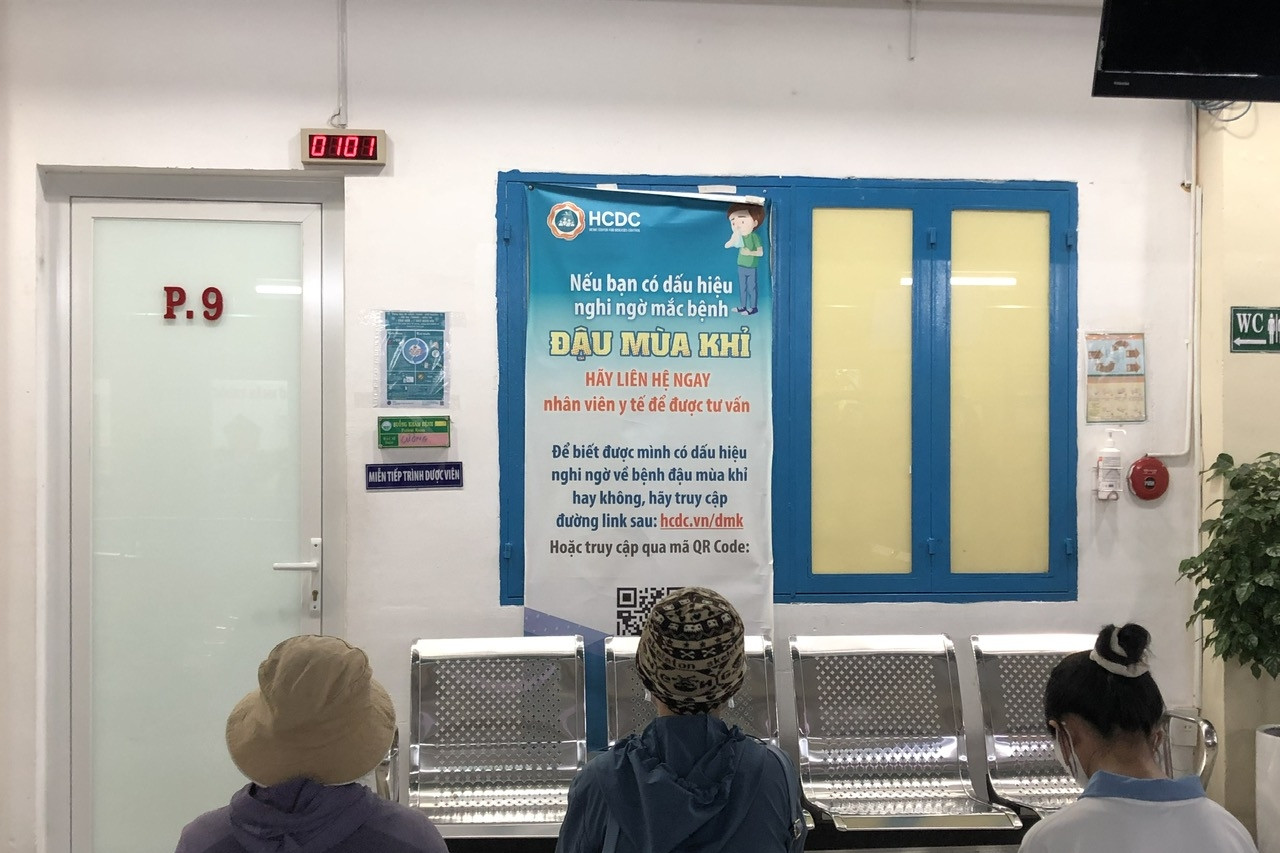 0101
P. 9
MIỄN TIẾP TRÌNH DƯỢC VIÊN
HCDC
Nếu bạn có dấu hiệu
nghi ngờ mắc bệnh
ĐẬU MÙA KHỈ
HÃY LIÊN HỆ NGAY
nhân viên y tế để được tư vấn
Để biết được mình có dấu hiệu
nghi ngờ về bệnh đậu mùa khỉ
hay không, hãy truy cập
đường link sau: hcdc.vn/dmk
Hoặc truy cập qua mã QR Code:
WC